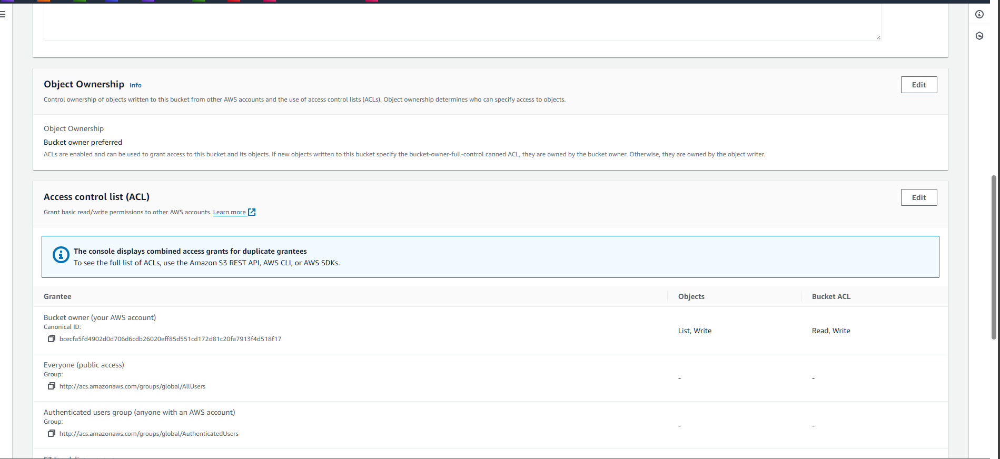 Object Ownership Info
Edit
Control ownership of objects written to this bucket from other AWS accounts and the use of access control lists (ACLs). Object ownership determines who can specify access to objects.
Object Ownership
Bucket owner preferred
ACLs are enabled and can be used to grant access to this bucket and its objects. If new objects written to this bucket specify the bucket-owner-full-control canned ACL, they are owned by the bucket owner. Otherwise, they are owned by the object writer.
Access control list (ACL)
Edit
Grant basic read/write permissions to other AWS accounts. Learn more
The console displays combined access grants for duplicate grantees
To see the full list of ACLs, use the Amazon S3 REST API, AWS CLI, or AWS SDKs.
Grantee Objects Bucket ACL
Bucket owner (your AWS account)
Canonical ID:
bcecfa5fd4902d0d706d6cdb26020eff85d551cd172d81c20fa7913f4d518f17
List, Write
Read, Write
Everyone (public access)
Group:
http://acs.amazonaws.com/groups/global/AllUsers
-
-
Authenticated users group (anyone with an AWS account)
Group:
http://acs.amazonaws.com/groups/global/AuthenticatedUsers
-
-